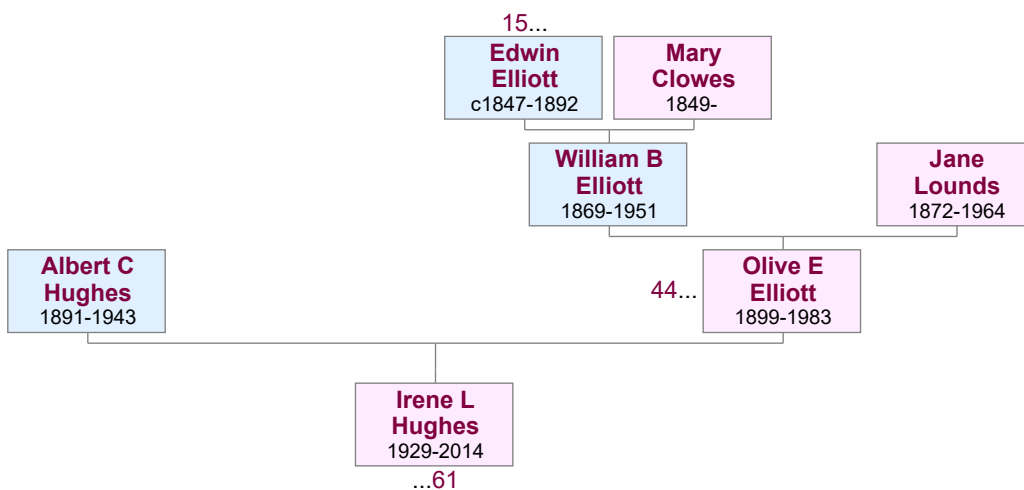 15...
Edwin
Elliott
c1847-1892
Mary
Clowes
1849-
William B
Elliott
1869-1951
Jane
Lounds
1872-1964
Albert C
Hughes
1891-1943
44...
Olive E
Elliott
1899-1983
Irene L
Hughes
1929-2014
...61